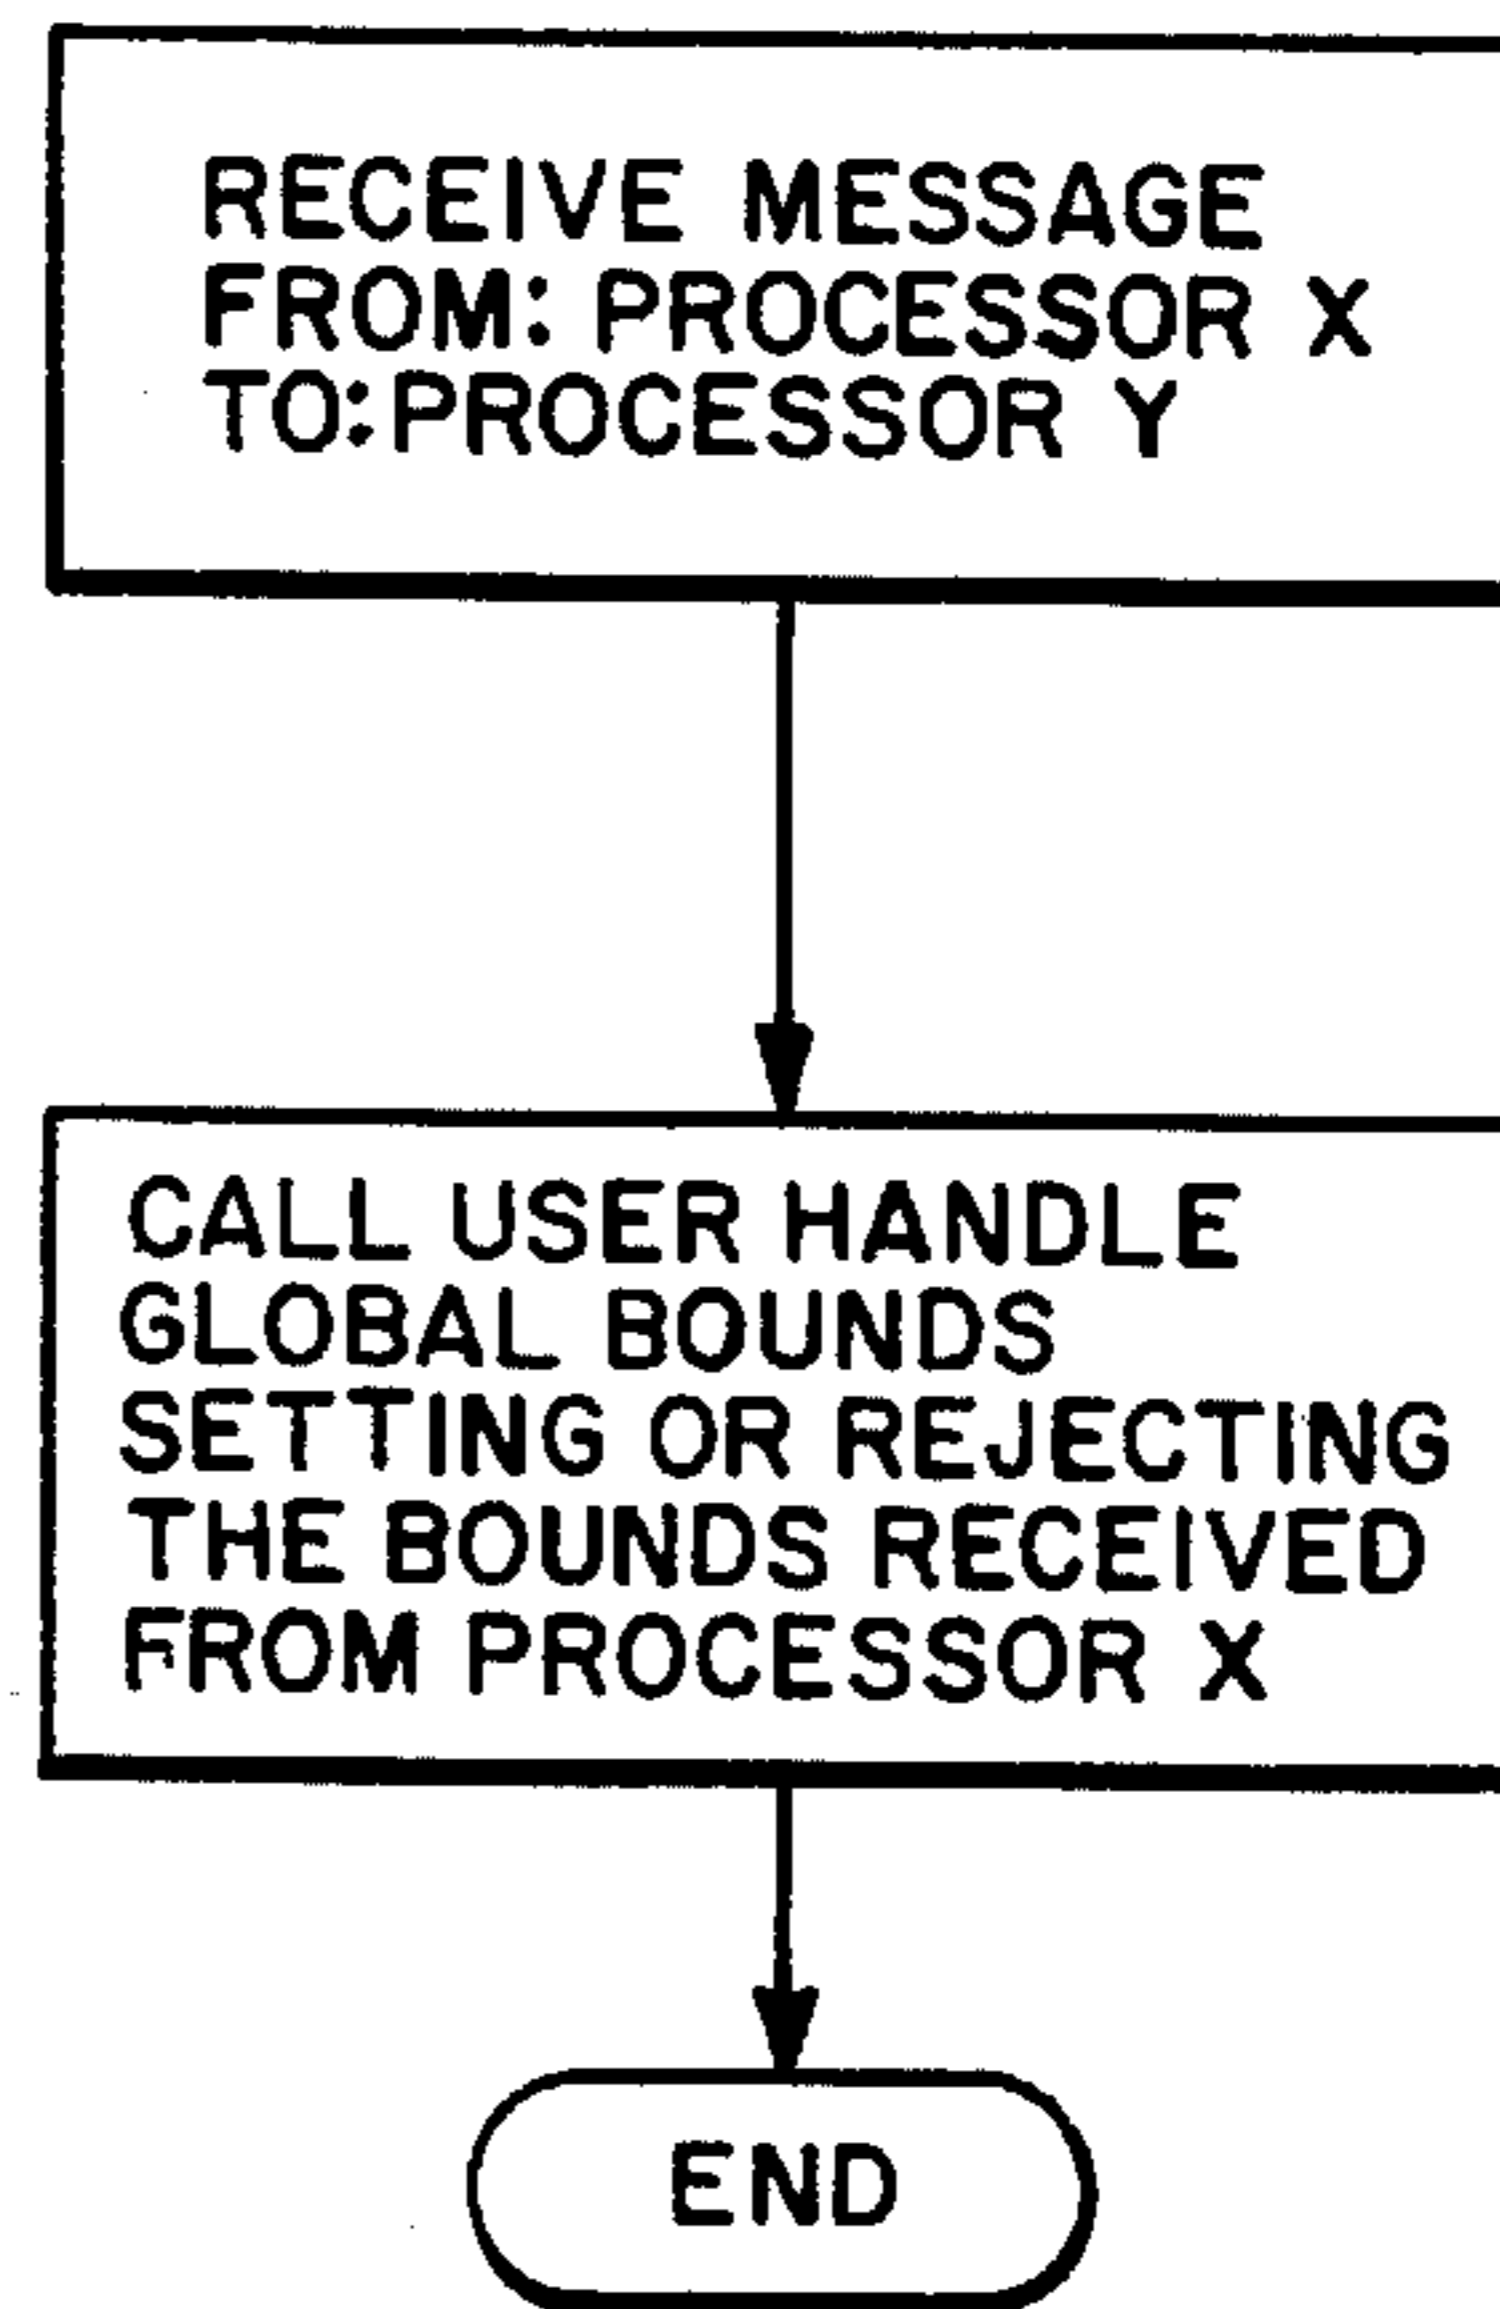 RECEIVE MESSAGE
FROM: PROCESSOR X
TO:PROCESSOR Y
CALL USER HANDLE
GLOBAL BOUNDS
SETTING OR REJECTING
THE BOUNDS RECEIVED
FROM PROCESSOR X
END